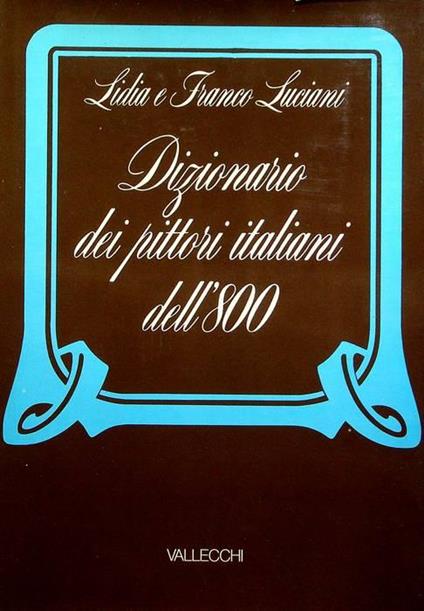 Lidia e Franco Luciani
Dizionario
dei pittori italiani
dell'800
VALLECCHI